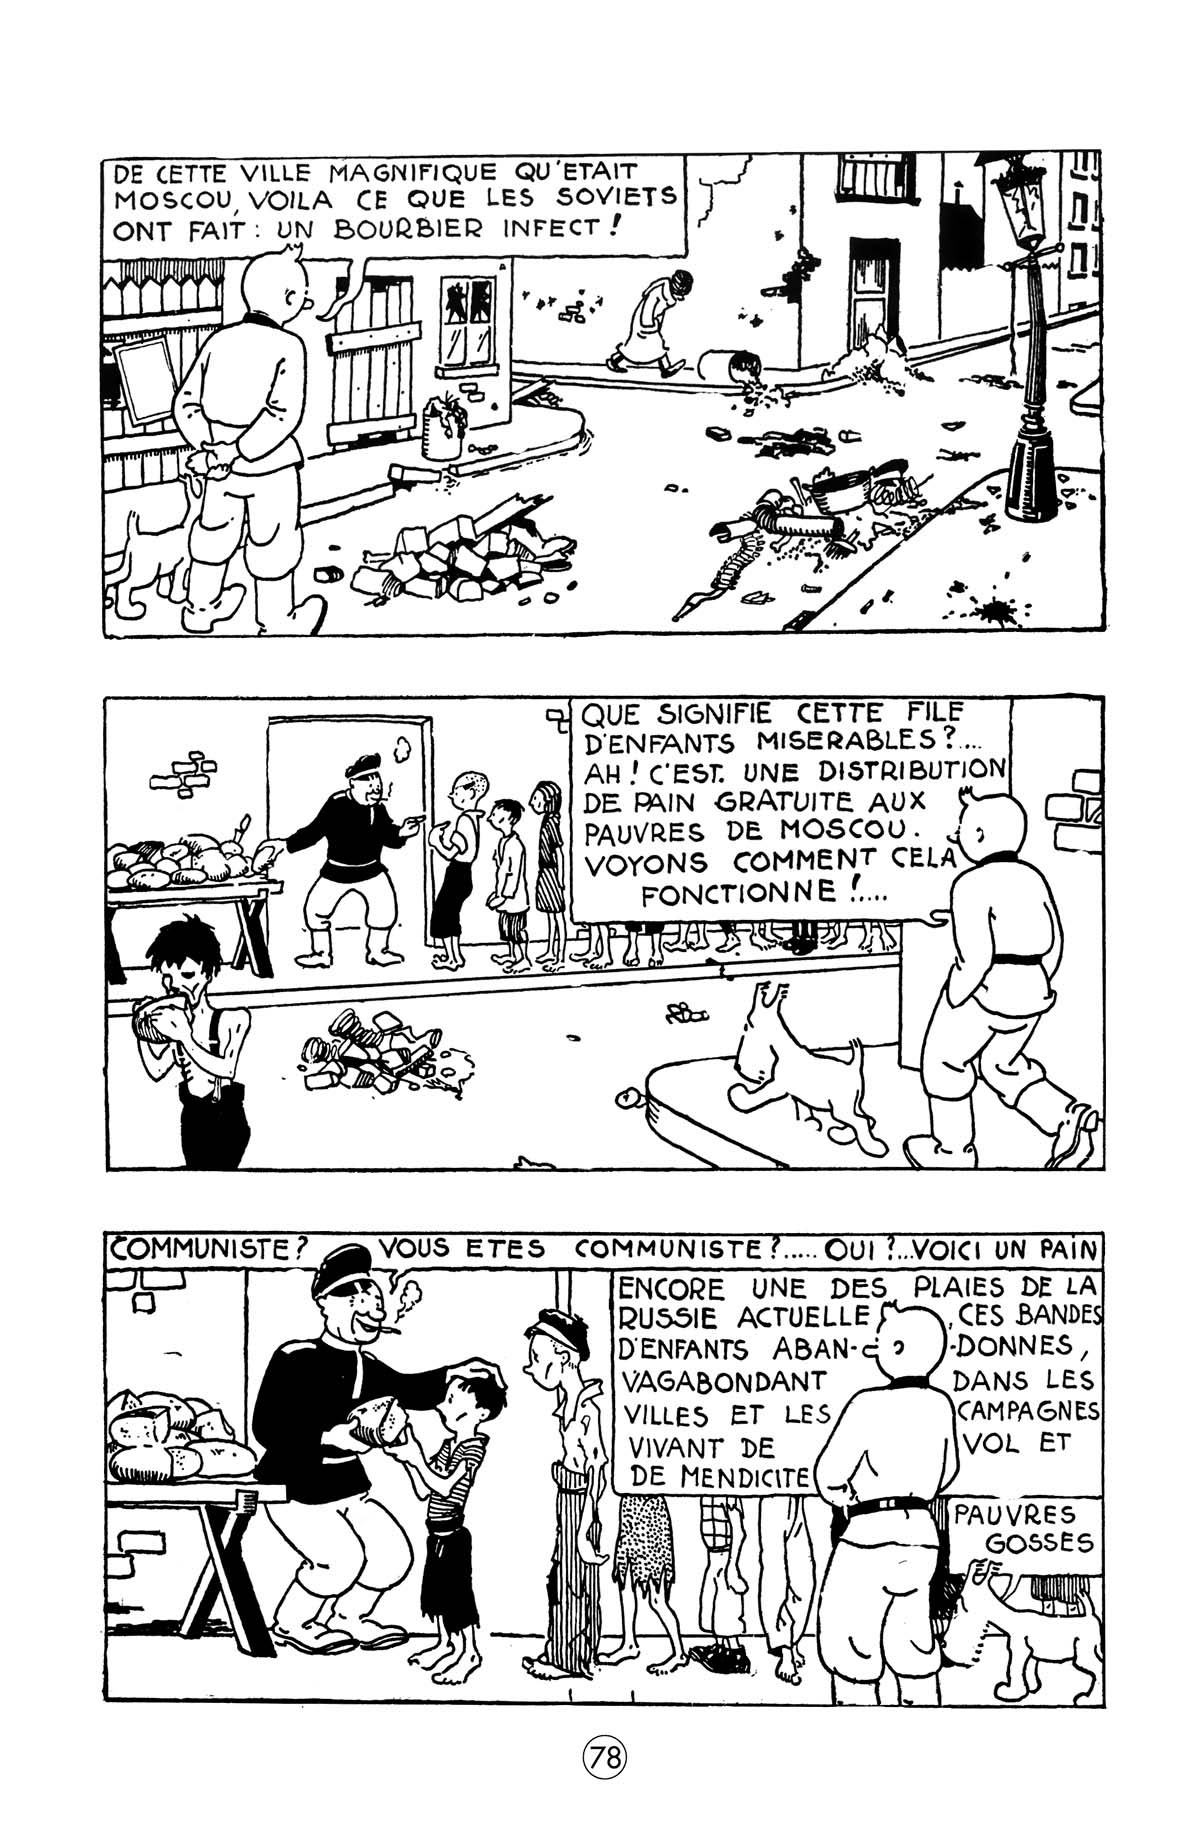 DE CETTE VILLE MAGNIFIQUE QU'ETAIT
MOSCOU, VOILA CE QUE LES SOVIETS
ONT FAIT : UN BOURBIER INFECT !
QUE SIGNIFIE CETTE FILE
D'ENFANTS MISERABLES ?....
AH ! C'EST. UNE DISTRIBUTION
DE PAIN GRATUITE AUX
PAUVRES DE MOSCOU.
VOYONS COMMENT CELA
FONCTIONNE !.....
COMMUNISTE ? VOUS ETES COMMUNISTE ?..... OUI ?...VOICI UN PAIN
ENCORE UNE DES PLAIES DE LA
RUSSIE ACTUELLE , CES BANDES
D'ENFANTS ABAN- -DONNES,
VAGABONDANT DANS LES
VILLES ET LES CAMPAGNES
VIVANT DE VOL ET
DE MENDICITE
PAUVRES
GOSSES
78